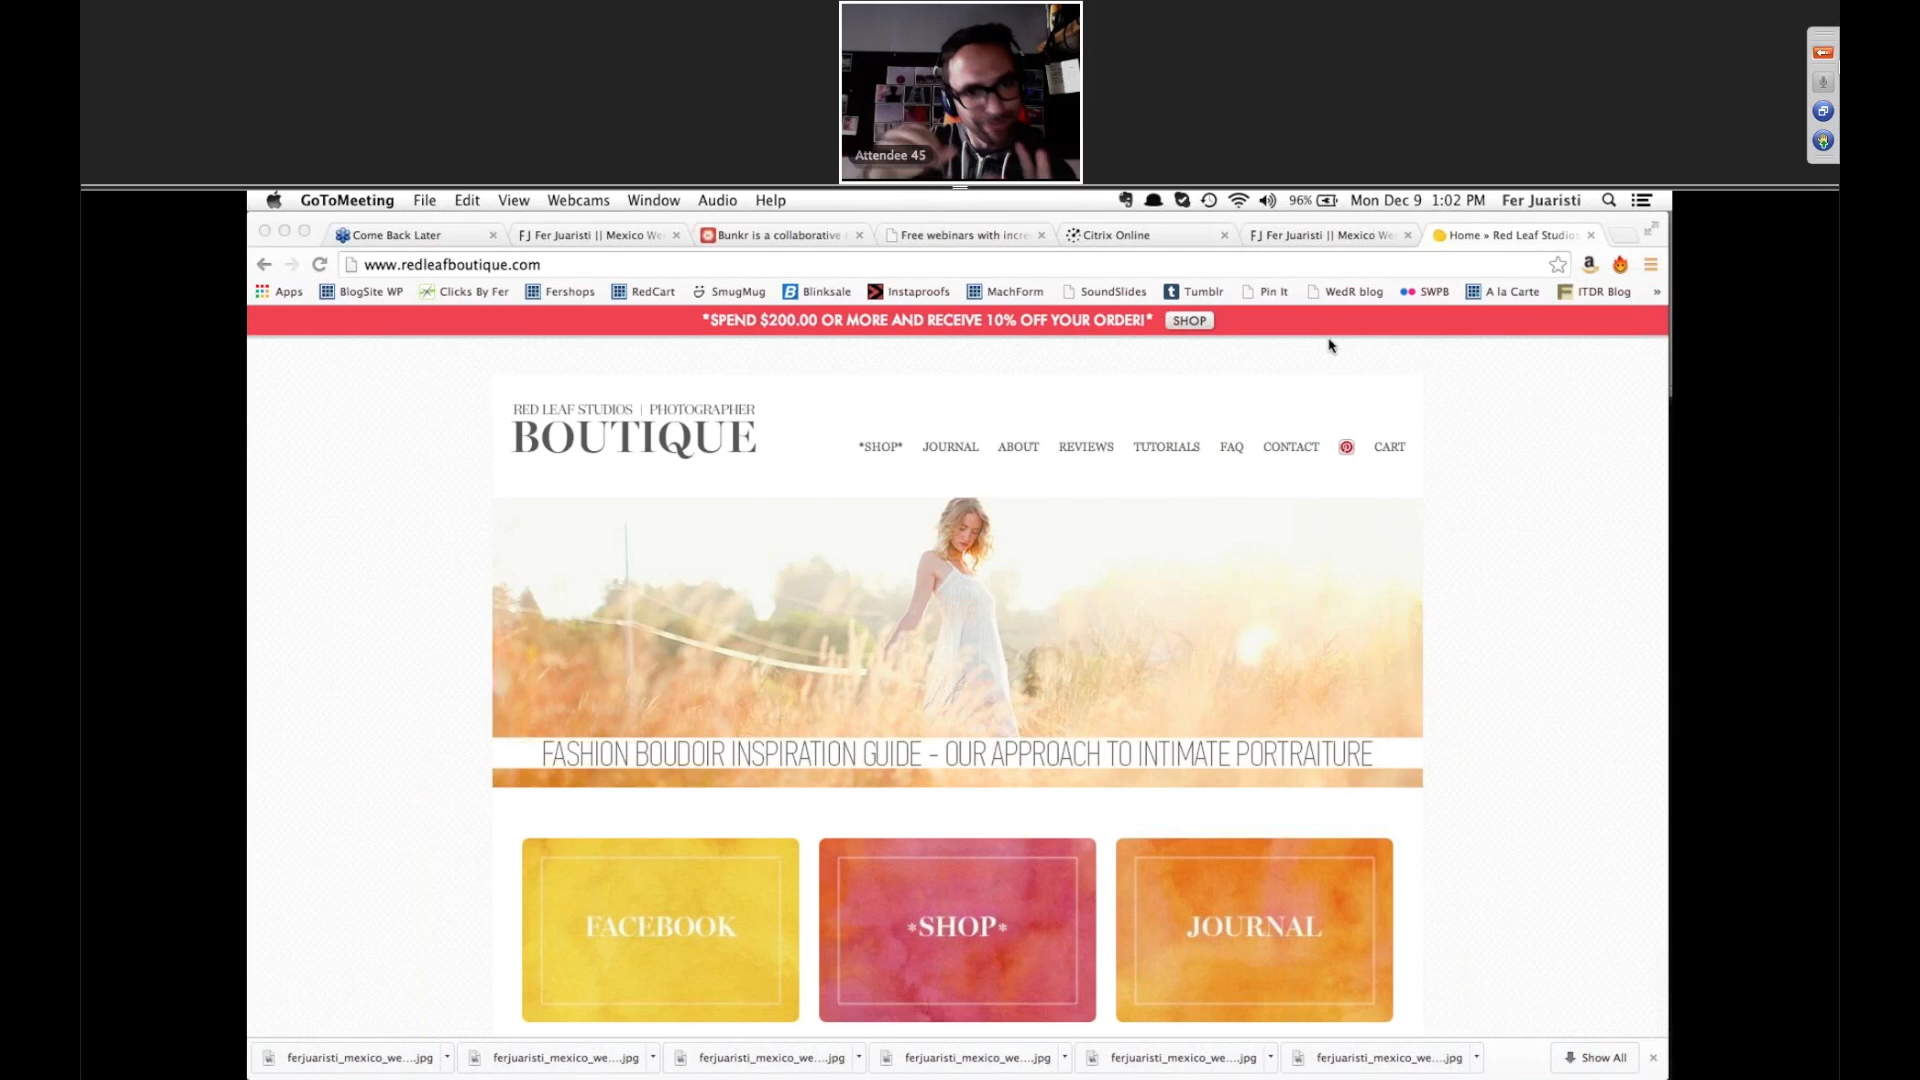 Attendee 45
GoToMeeting File Edit View Webcams Window Audio Help 96% Mon Dec 9 1:02 PM Fer Juaristi
Come Back Later FJ Fer Juaristi || Mexico We Bunkr is a collaborative Free webinars with incre Citrix Online FJ Fer Juaristi || Mexico We Home » Red Leaf Studio
www.redleafboutique.com
Apps BlogSite WP Clicks By Fer Fershops RedCart SmugMug Blinksale Instaproofs MachForm SoundSlides Tumblr Pin It WedR blog SWPB A la Carte ITDR Blog »
*SPEND $200.00 OR MORE AND RECEIVE 10% OFF YOUR ORDER!* SHOP
RED LEAF STUDIOS | PHOTOGRAPHER
BOUTIQUE
*SHOP* JOURNAL ABOUT REVIEWS TUTORIALS FAQ CONTACT CART
FASHION BOUDOIR INSPIRATION GUIDE - OUR APPROACH TO INTIMATE PORTRAITURE
FACEBOOK *SHOP* JOURNAL
ferjuaristi_mexico_we....jpg ferjuaristi_mexico_we....jpg ferjuaristi_mexico_we....jpg ferjuaristi_mexico_we....jpg ferjuaristi_mexico_we....jpg ferjuaristi_mexico_we....jpg Show All